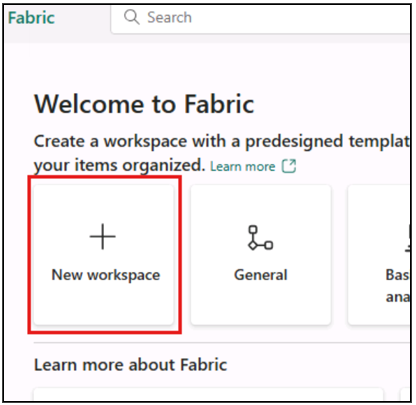 Fabric
Search
Welcome to Fabric
Create a workspace with a predesigned templat
your items organized. Learn more
New workspace
General
Bas
ana
Learn more about Fabric